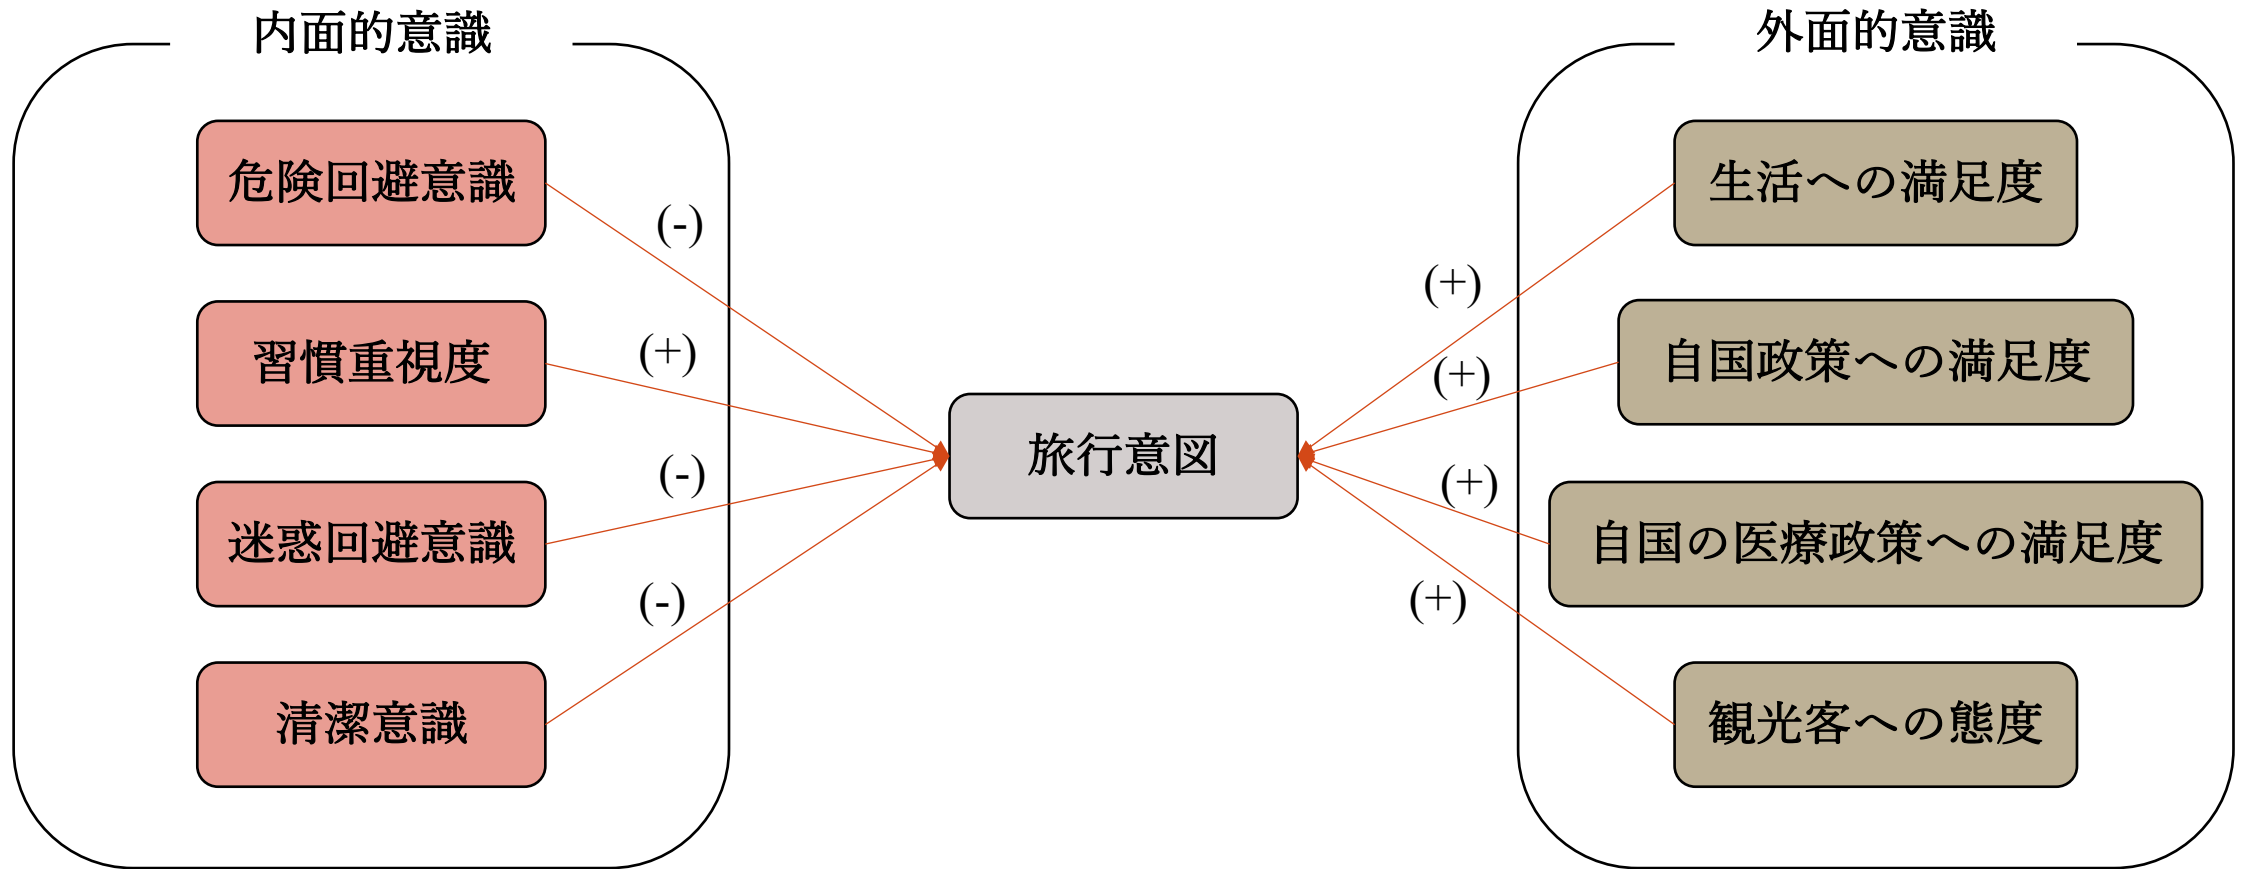 内面的意識
危険回避意識
(-)
習慣重視度
(+)
迷惑回避意識
(-)
清潔意識
(-)
旅行意図
外面的意識
生活への満足度
(+)
自国政策への満足度
(+)
自国の医療政策への満足度
(+)
観光客への態度
(+)